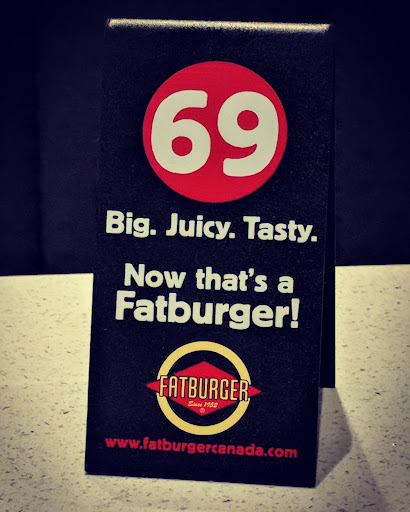 69
Big. Juicy. Tasty.
Now that's a
Fatburger!
FATBURGER
Since 1952
®
www.fatburgercanada.com